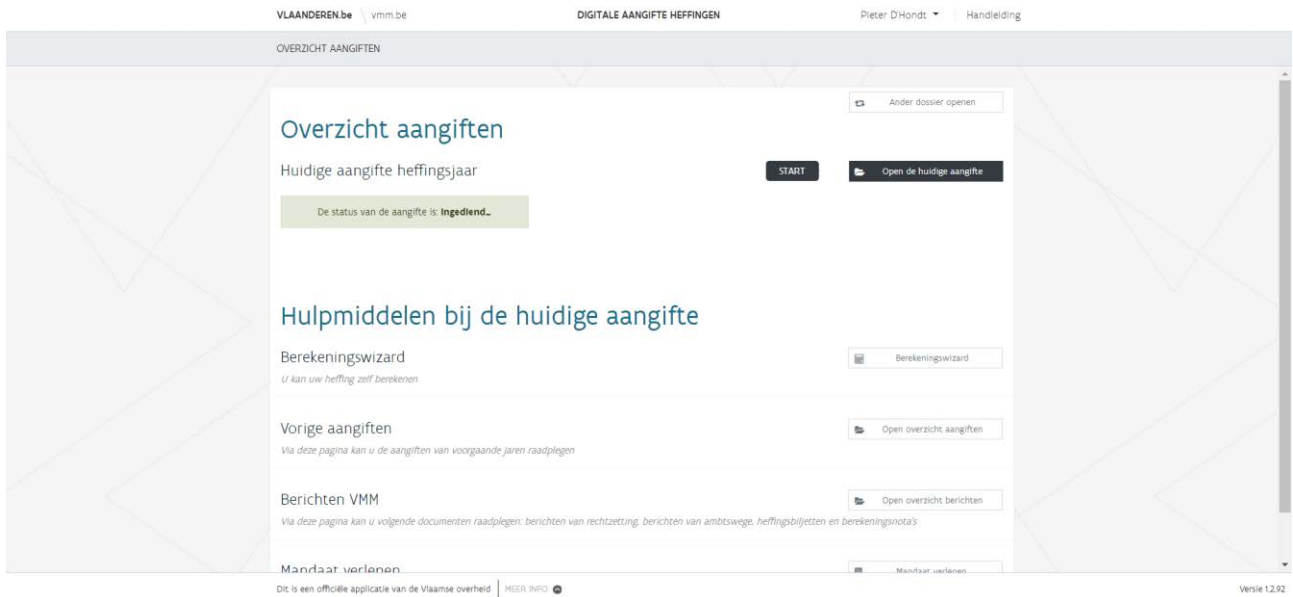 VLAANDEREN.be vmm.be DIGITALE AANGIFTE HEFFINGEN Pieter D'Hondt Handleiding
OVERZICHT AANGIFTEN
Ander dossier openen
Overzicht aangiften
Huidige aangifte heffingsjaar START Open de huidige aangifte
De status van de aangifte is: Ingediend...
Hulpmiddelen bij de huidige aangifte
Berekeningswizard Berekeningswizard
U kan uw heffing zelf berekenen
Vorige aangiften Open overzicht aangiften
Via deze pagina kan u de aangiften van voorgaande jaren raadplegen
Berichten VMM Open overzicht berichten
Via deze pagina kan u volgende documenten raadplegen: berichten van rechtzetting, berichten van ambtswege, heffingsbiljetten en berekeningsnota's
Mandaat verlenen Mandaat verlenen
Dit is een officiële applicatie van de Vlaamse overheid MEER INFO Versie 1.2.92